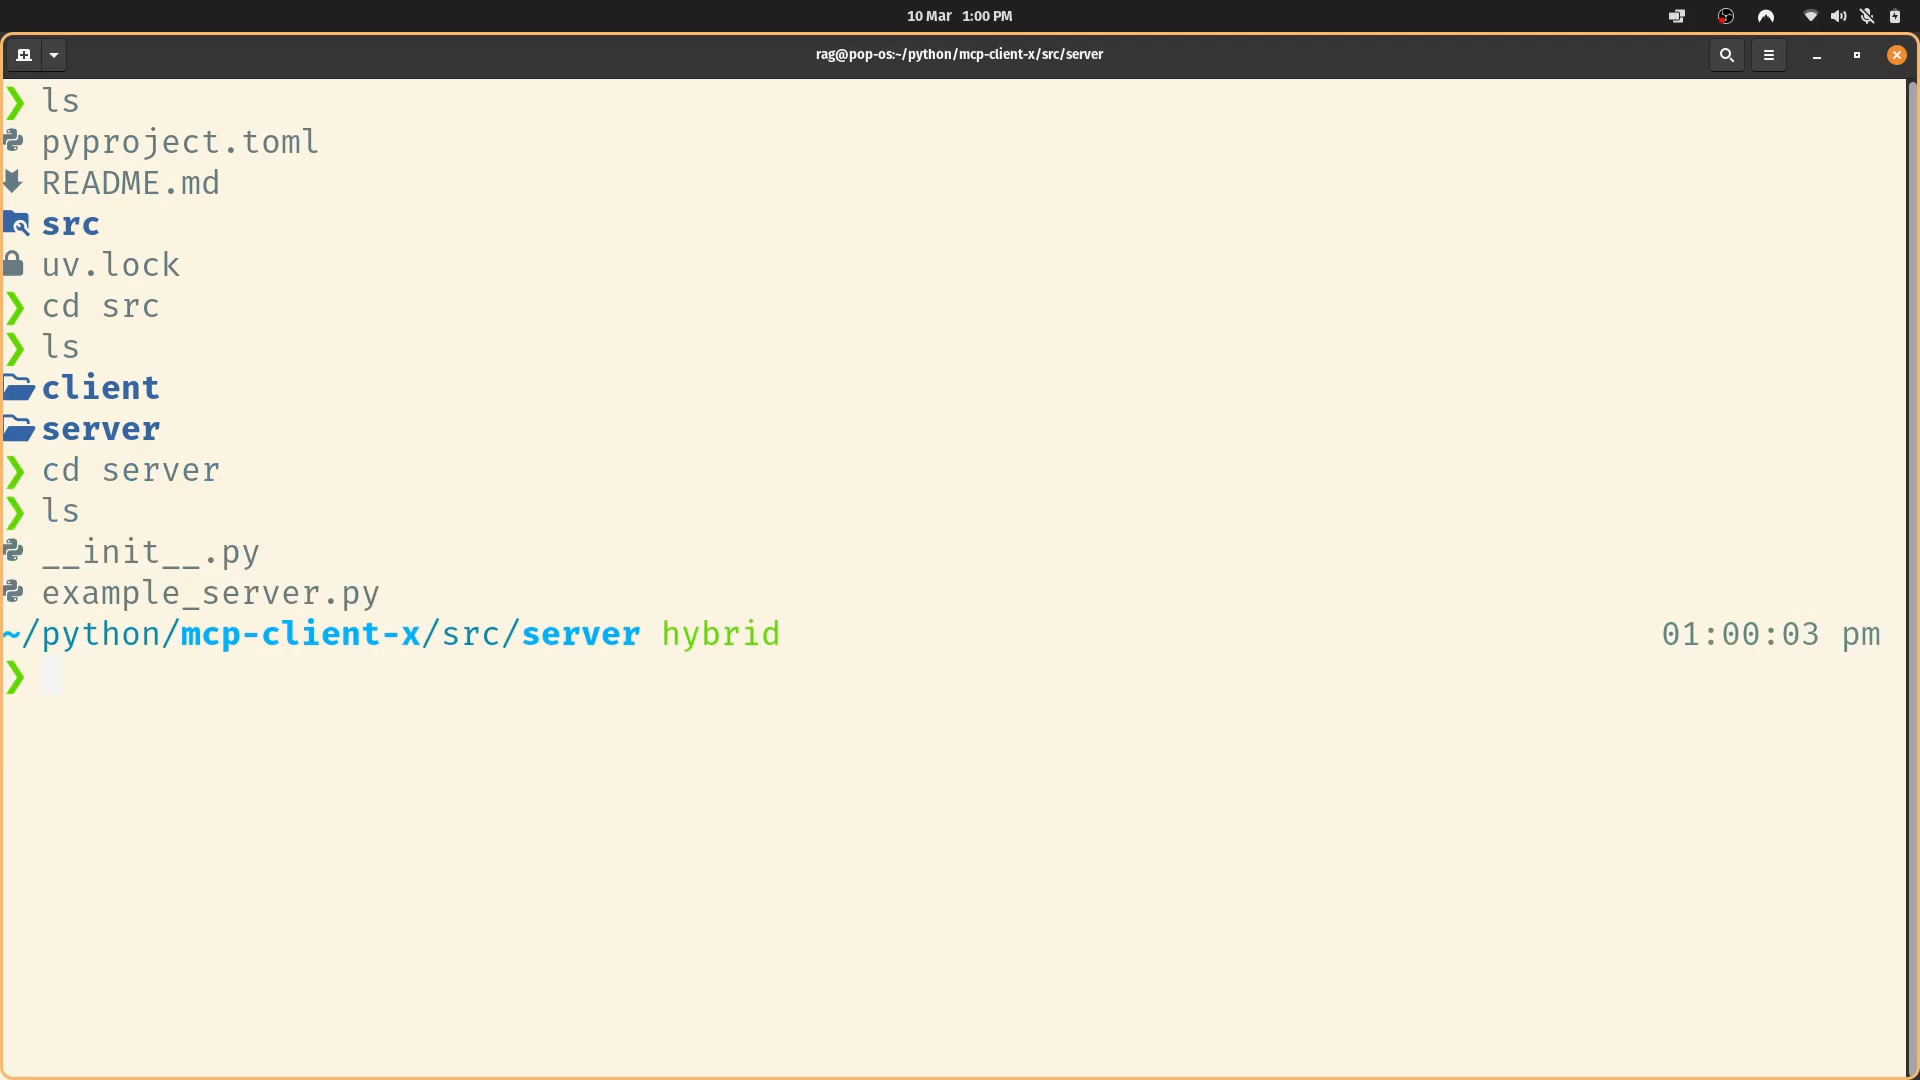 10 Mar 1:00 PM
rag@pop-os:~/python/mcp-client-x/src/server
❯ ls
pyproject.toml
README.md
src
uv.lock
❯ cd src
❯ ls
client
server
❯ cd server
❯ ls
__init__.py
example_server.py
~/python/mcp-client-x/src/server hybrid 01:00:03 pm
❯